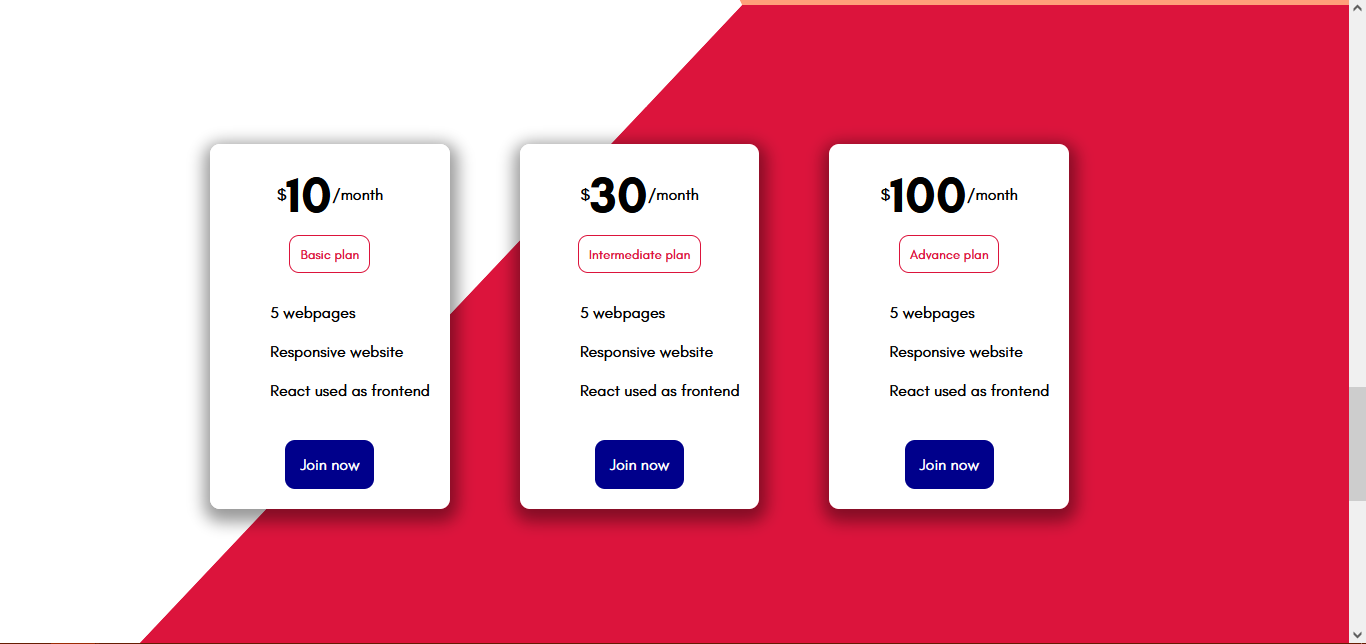 $10/month
Basic plan
5 webpages
Responsive website
React used as frontend
Join now
$30/month
Intermediate plan
5 webpages
Responsive website
React used as frontend
Join now
$100/month
Advance plan
5 webpages
Responsive website
React used as frontend
Join now